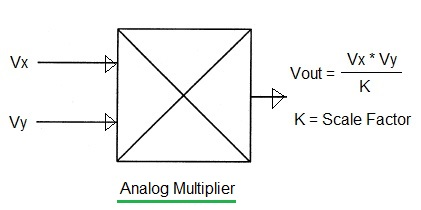 Vx
Vy
Vout = Vx * Vy / K
K = Scale Factor
Analog Multiplier